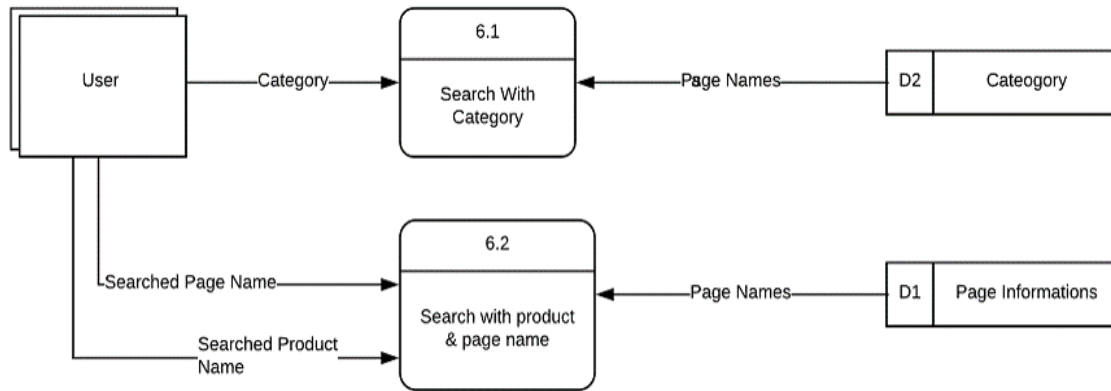 6.1
User
Category
Page Names
D2
Cateogory
Search With
Category
6.2
Searched Page Name
Page Names
D1
Page Informations
Search with product
& page name
Searched Product
Name